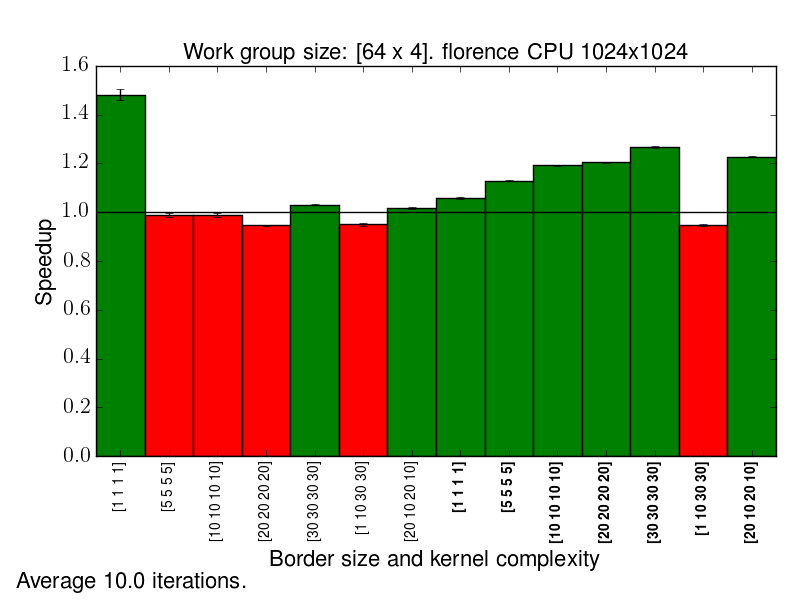 Work group size: [64 x 4]. florence CPU 1024x1024
1.6
1.4
1.2
1.0
0.8
0.6
0.4
0.2
0.0
Speedup
[1 1 1 1]
[5 5 5 5]
[10 10 10 10]
[20 20 20 20]
[30 30 30 30]
[1 10 30 30]
[20 10 20 10]
[1 1 1 1]
[5 5 5 5]
[10 10 10 10]
[20 20 20 20]
[30 30 30 30]
[1 10 30 30]
[20 10 20 10]
Border size and kernel complexity
Average 10.0 iterations.